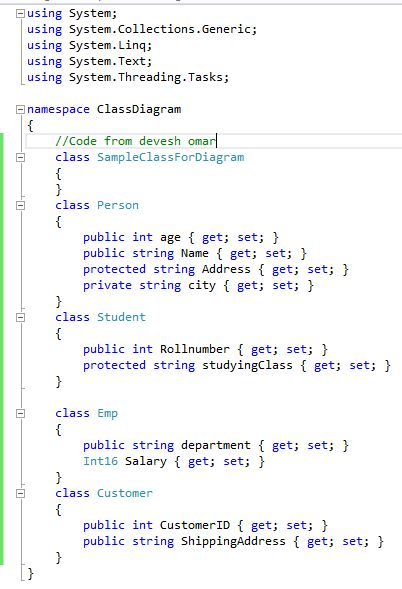 using System;
using System.Collections.Generic;
using System.Linq;
using System.Text;
using System.Threading.Tasks;

namespace ClassDiagram
{
    //Code from devesh omar
    class SampleClassForDiagram
    {
    }
    class Person
    {
        public int age { get; set; }
        public string Name { get; set; }
        protected string Address { get; set; }
        private string city { get; set; }
    }
    class Student
    {
        public int Rollnumber { get; set; }
        protected string studyingClass { get; set; }
    }

    class Emp
    {
        public string department { get; set; }
        Int16 Salary { get; set; }
    }
    class Customer
    {
        public int CustomerID { get; set; }
        public string ShippingAddress { get; set; }
    }
}